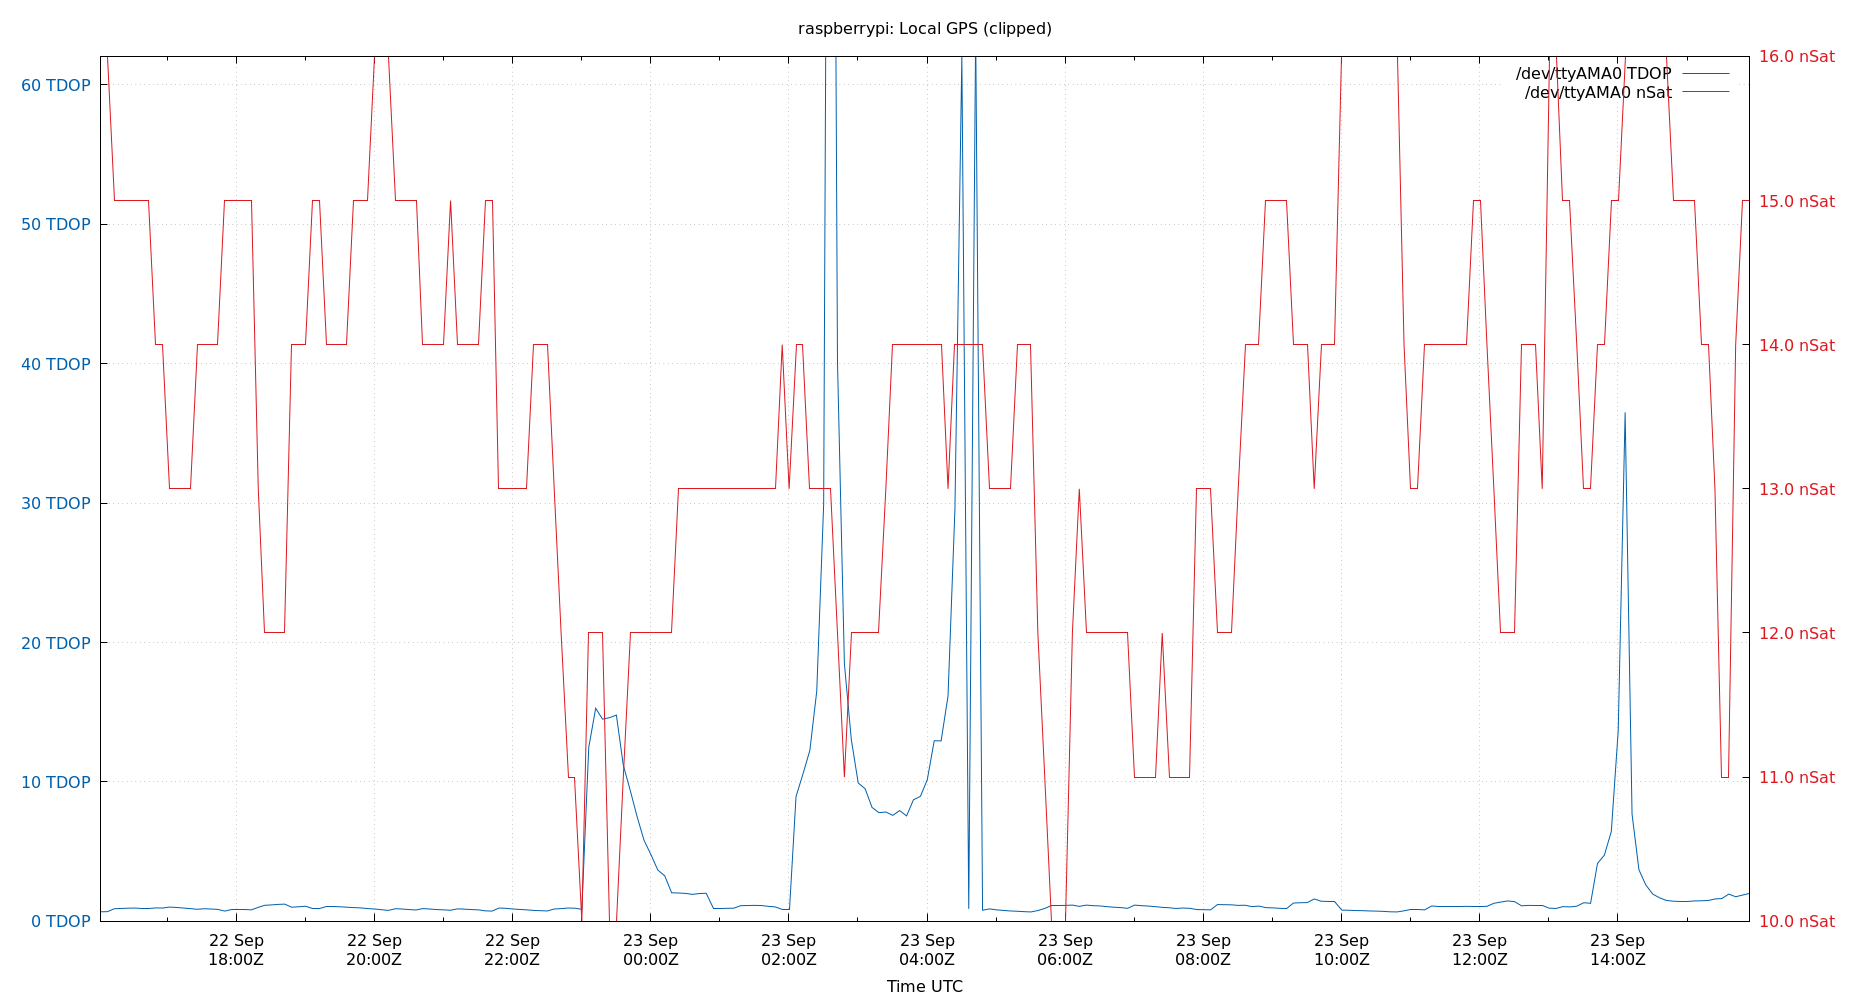 raspberrypi: Local GPS (clipped)
60 TDOP
50 TDOP
40 TDOP
30 TDOP
20 TDOP
10 TDOP
0 TDOP
16.0 nSat
15.0 nSat
14.0 nSat
13.0 nSat
12.0 nSat
11.0 nSat
10.0 nSat
/dev/ttyAMA0 TDOP
/dev/ttyAMA0 nSat
22 Sep
18:00Z
22 Sep
20:00Z
22 Sep
22:00Z
23 Sep
00:00Z
23 Sep
02:00Z
23 Sep
04:00Z
23 Sep
06:00Z
23 Sep
08:00Z
23 Sep
10:00Z
23 Sep
12:00Z
23 Sep
14:00Z
Time UTC